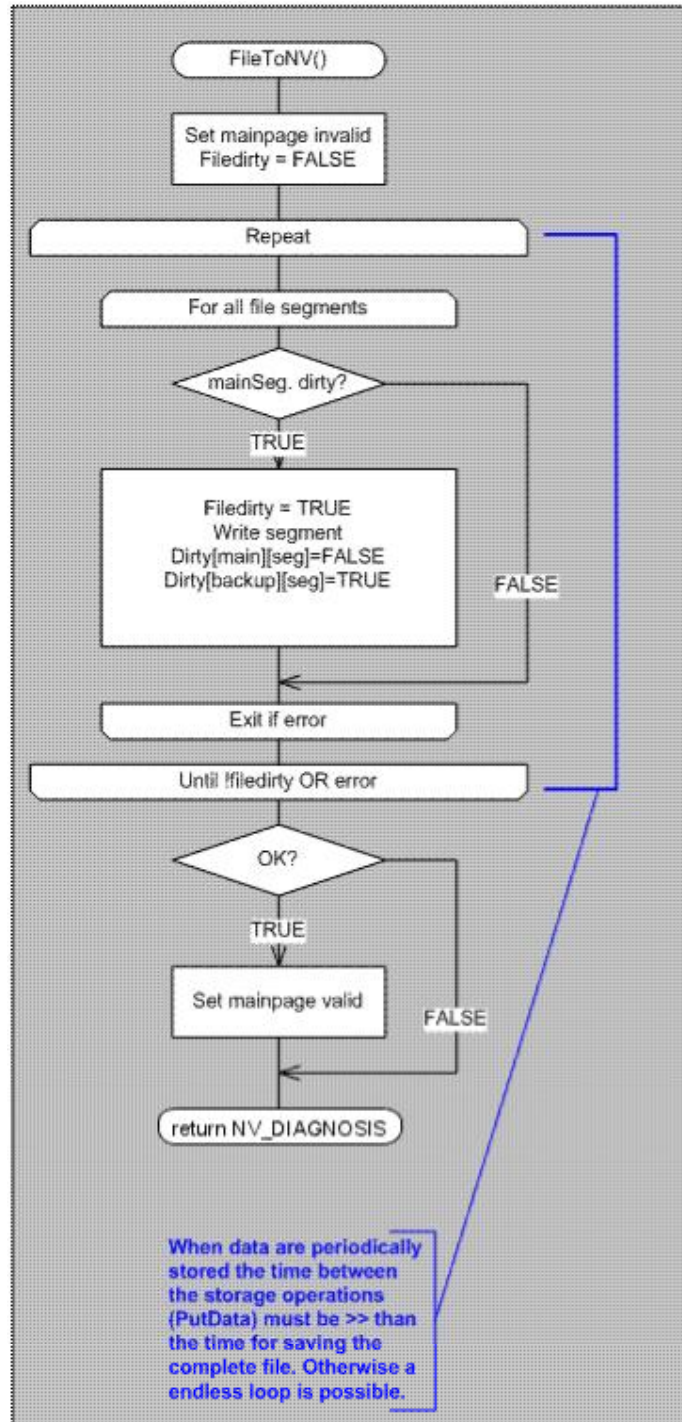 FileToNV()
Set mainpage invalid
Filedirty = FALSE
Repeat
For all file segments
mainSeg. dirty?
TRUE
Filedirty = TRUE
Write segment
Dirty[main][seg]=FALSE
Dirty[backup][seg]=TRUE
FALSE
Exit if error
Until !filedirty OR error
OK?
TRUE
Set mainpage valid
FALSE
return NV_DIAGNOSIS
When data are periodically
stored the time between
the storage operations
(PutData) must be >> than
the time for saving the
complete file. Otherwise a
endless loop is possible.